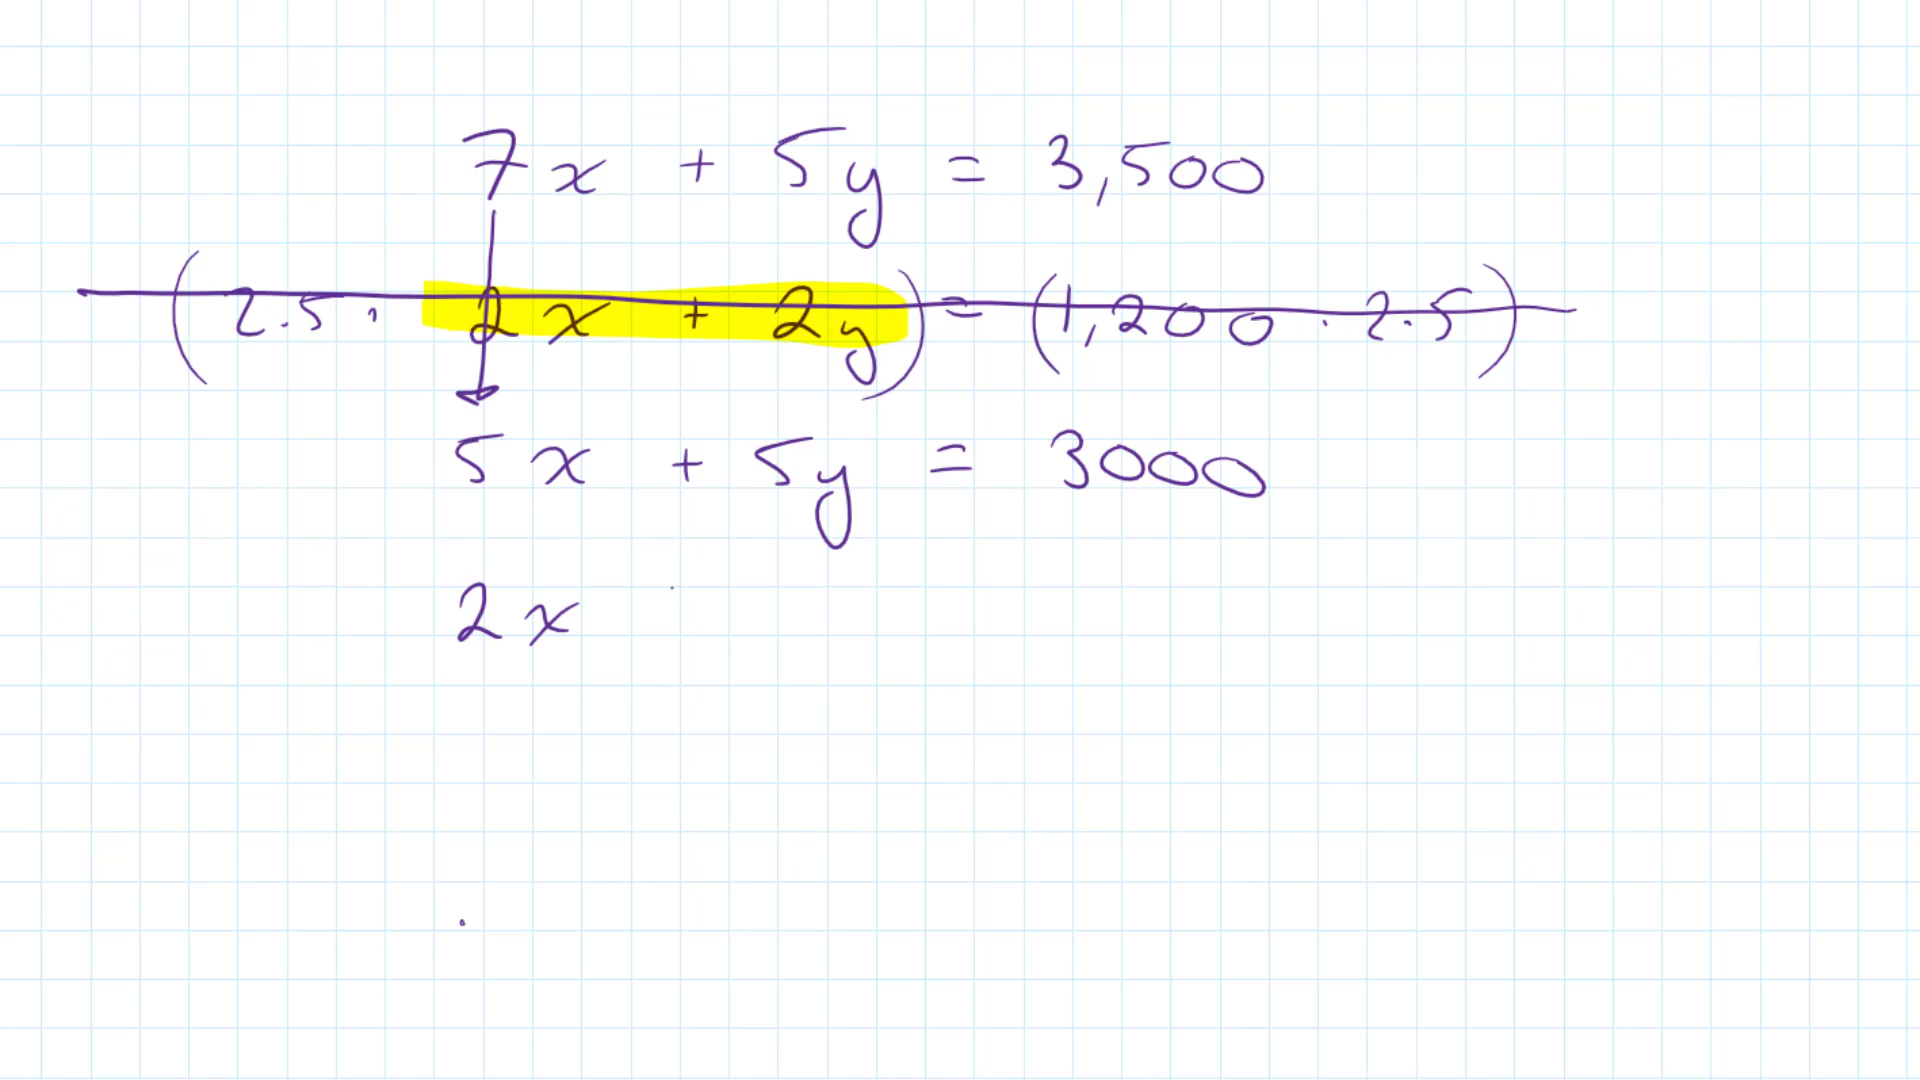 7x + 5y = 3,500
(2.5 · 2x + 2y) = (1,200 · 2.5)
5x + 5y = 3000
2x